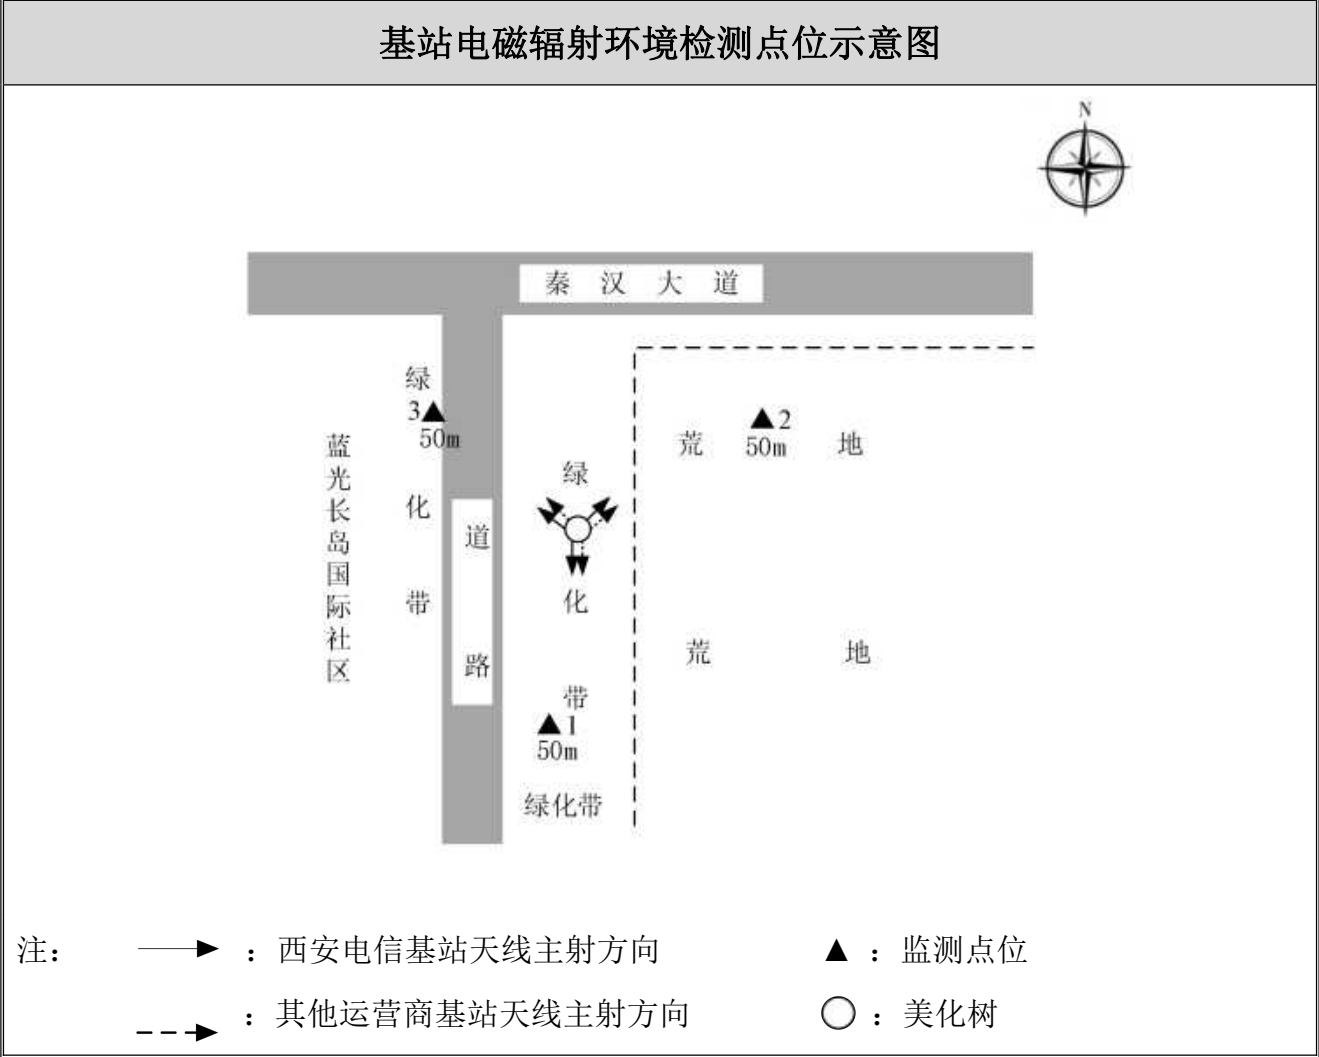 基站电磁辐射环境检测点位示意图
N
秦汉大道
绿化带
3▲
50m
蓝光长岛国际社区
道路
绿化带
▲2
50m
荒地
荒地
▲1
50m
绿化带
注：
：西安电信基站天线主射方向
▲：监测点位
：其他运营商基站天线主射方向
：美化树